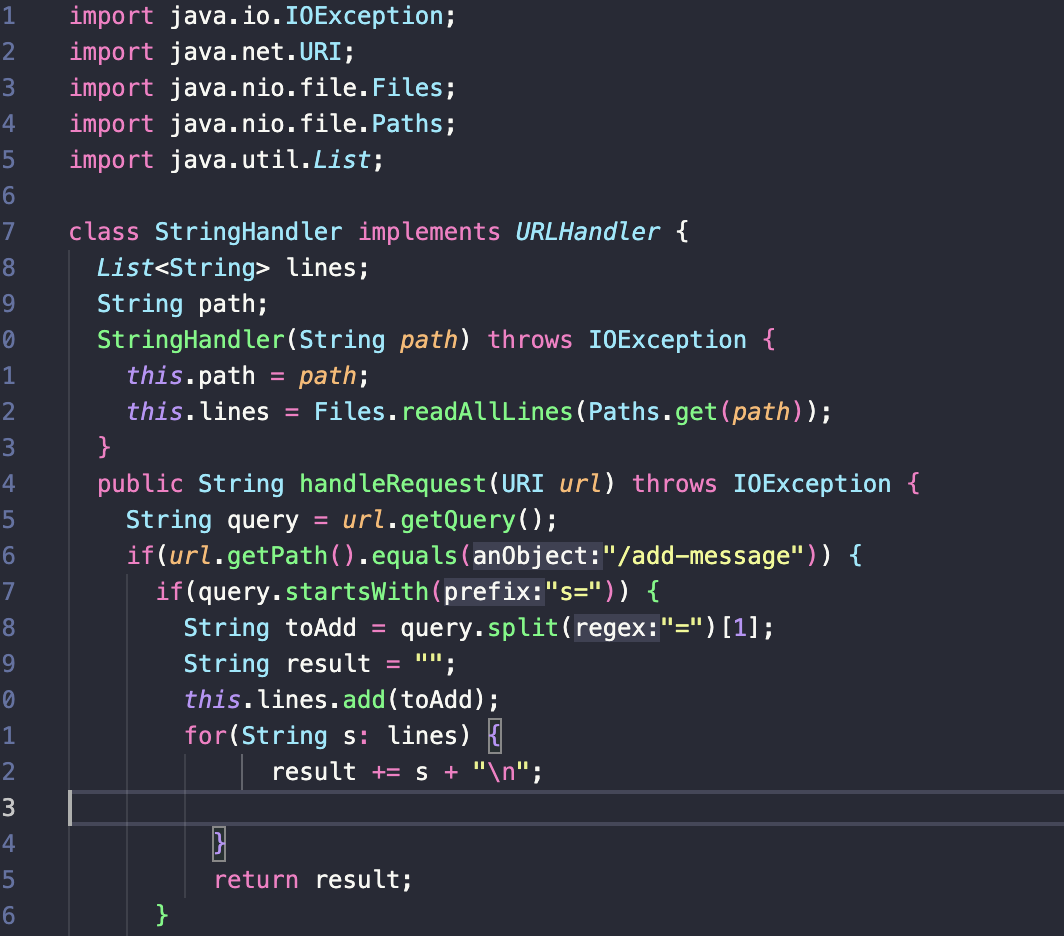 1 import java.io.IOException;
2 import java.net.URI;
3 import java.nio.file.Files;
4 import java.nio.file.Paths;
5 import java.util.List;
6
7 class StringHandler implements URLHandler {
8   List<String> lines;
9   String path;
0   StringHandler(String path) throws IOException {
1     this.path = path;
2     this.lines = Files.readAllLines(Paths.get(path));
3   }
4   public String handleRequest(URI url) throws IOException {
5     String query = url.getQuery();
6     if(url.getPath().equals(anObject:"/add-message")) {
7       if(query.startsWith(prefix:"s=")) {
8         String toAdd = query.split(regex:"=")[1];
9         String result = "";
0         this.lines.add(toAdd);
1         for(String s: lines) {
2               result += s + "\n";
3
4           }
5           return result;
6       }